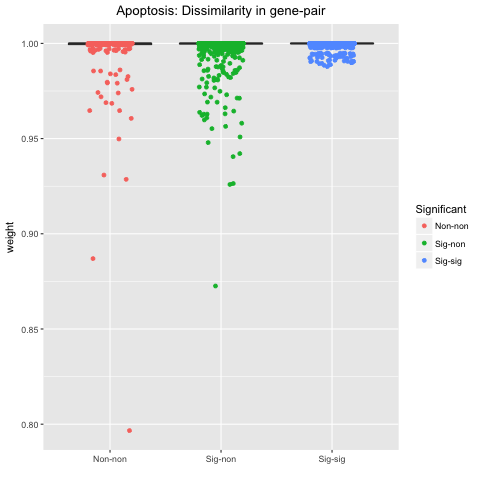 Apoptosis: Dissimilarity in gene-pair
1.00
0.95
0.90
0.85
0.80
weight
Non-non
Sig-non
Sig-sig
Significant
Non-non
Sig-non
Sig-sig